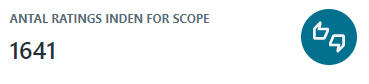 ANTAL RATINGS INDEN FOR SCOPE
1641